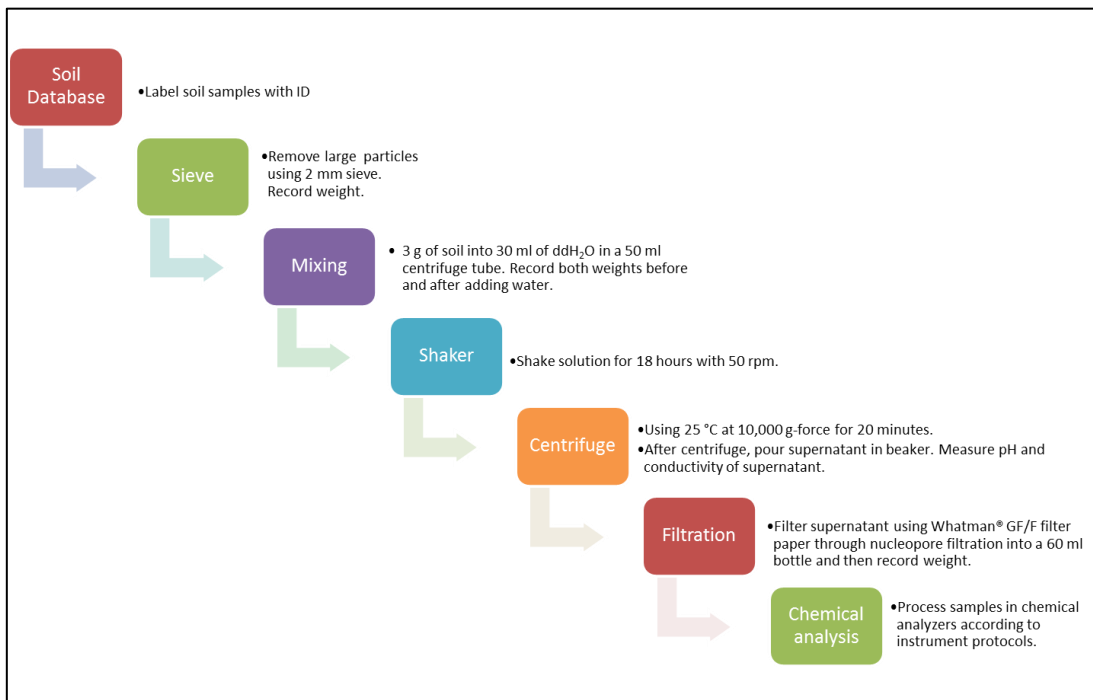 Soil
Database
•Label soil samples with ID
Sieve
•Remove large particles
using 2 mm sieve.
Record weight.
Mixing
• 3 g of soil into 30 ml of ddH₂O in a 50 ml
centrifuge tube. Record both weights before
and after adding water.
Shaker
•Shake solution for 18 hours with 50 rpm.
Centrifuge
•Using 25 °C at 10,000 g-force for 20 minutes.
•After centrifuge, pour supernatant in beaker. Measure pH and
conductivity of supernatant.
Filtration
•Filter supernatant using Whatman® GF/F filter
paper through nucleopore filtration into a 60 ml
bottle and then record weight.
Chemical
analysis
•Process samples in chemical
analyzers according to
instrument protocols.